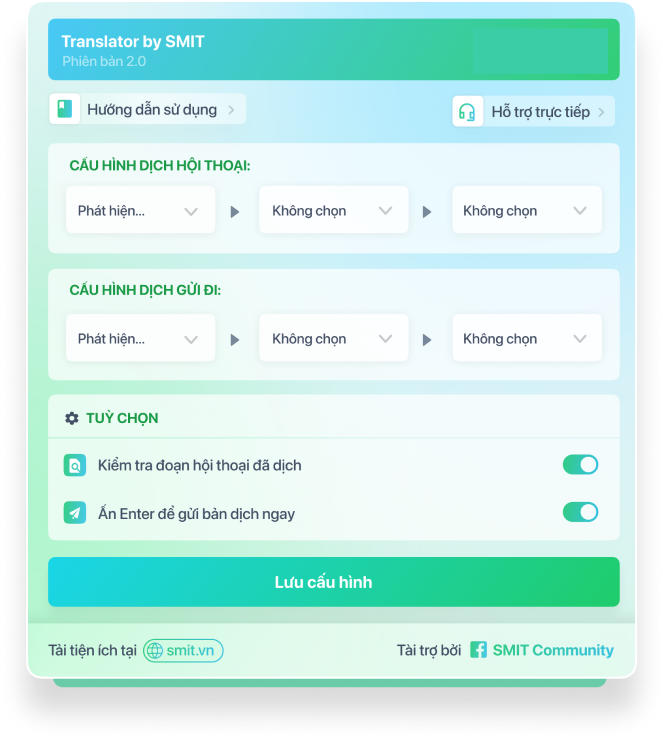 Translator by SMIT
Phiên bản 2.0
Hướng dẫn sử dụng
Hỗ trợ trực tiếp
CẤU HÌNH DỊCH HỘI THOẠI:
Phát hiện... Không chọn Không chọn
CẤU HÌNH DỊCH GỬI ĐI:
Phát hiện... Không chọn Không chọn
TUỲ CHỌN
Kiểm tra đoạn hội thoại đã dịch
Ấn Enter để gửi bản dịch ngay
Lưu cấu hình
Tải tiện ích tại smit.vn
Tài trợ bởi SMIT Community